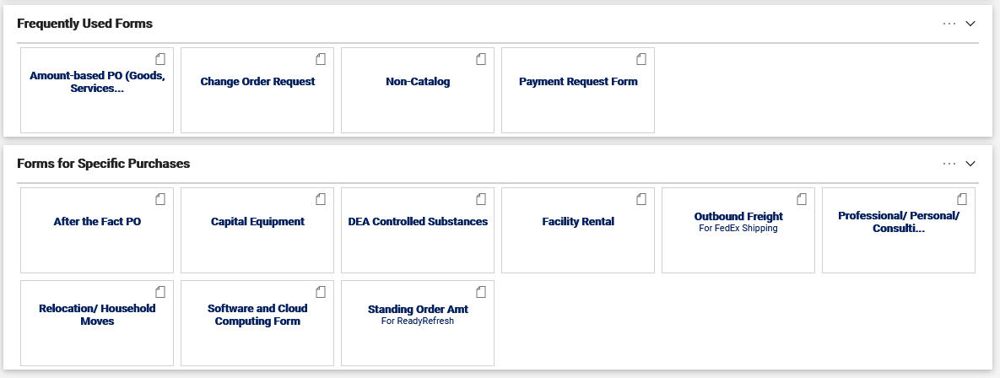 Frequently Used Forms
Amount-based PO (Goods,
Services...
Change Order Request
Non-Catalog
Payment Request Form
Forms for Specific Purchases
After the Fact PO
Capital Equipment
DEA Controlled Substances
Facility Rental
Outbound Freight
For FedEx Shipping
Professional/ Personal/
Consulti...
Relocation/ Household
Moves
Software and Cloud
Computing Form
Standing Order Amt
For ReadyRefresh